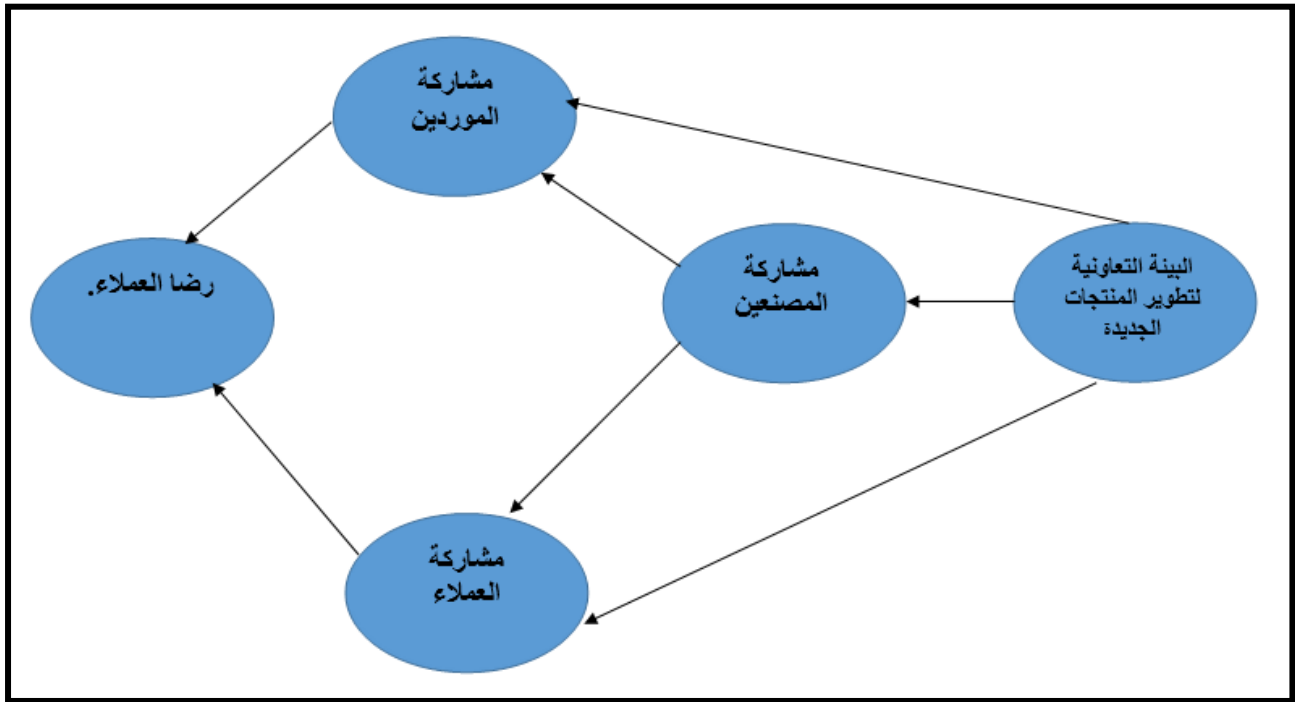 مشاركة
الموردين
البيئة التعاونية
لتطوير المنتجات
الجديدة
مشاركة
المصنعين
رضا العملاء.
مشاركة
العملاء